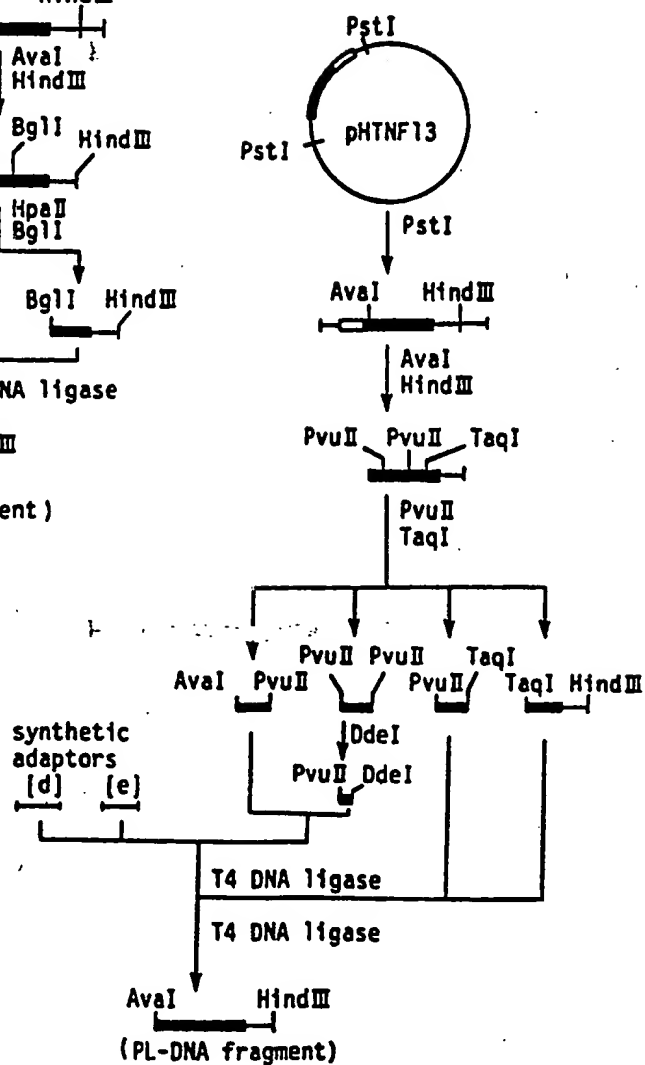 AvaI
HindⅢ
BglI HindⅢ
HpaⅡ
BglI
BglI HindⅢ
NA ligase
Ⅲ
ent)
PstI
pHTNF13
PstI
PstI
AvaI HindⅢ
AvaI
HindⅢ
PvuⅡ PvuⅡ TaqI
PvuⅡ
TaqI
PvuⅡ PvuⅡ TaqI
AvaI PvuⅡ PvuⅡ TaqI HindⅢ
DdeI
PvuⅡ DdeI
synthetic
adaptors
[d] [e]
T4 DNA ligase
T4 DNA ligase
AvaI HindⅢ
(PL-DNA fragment)